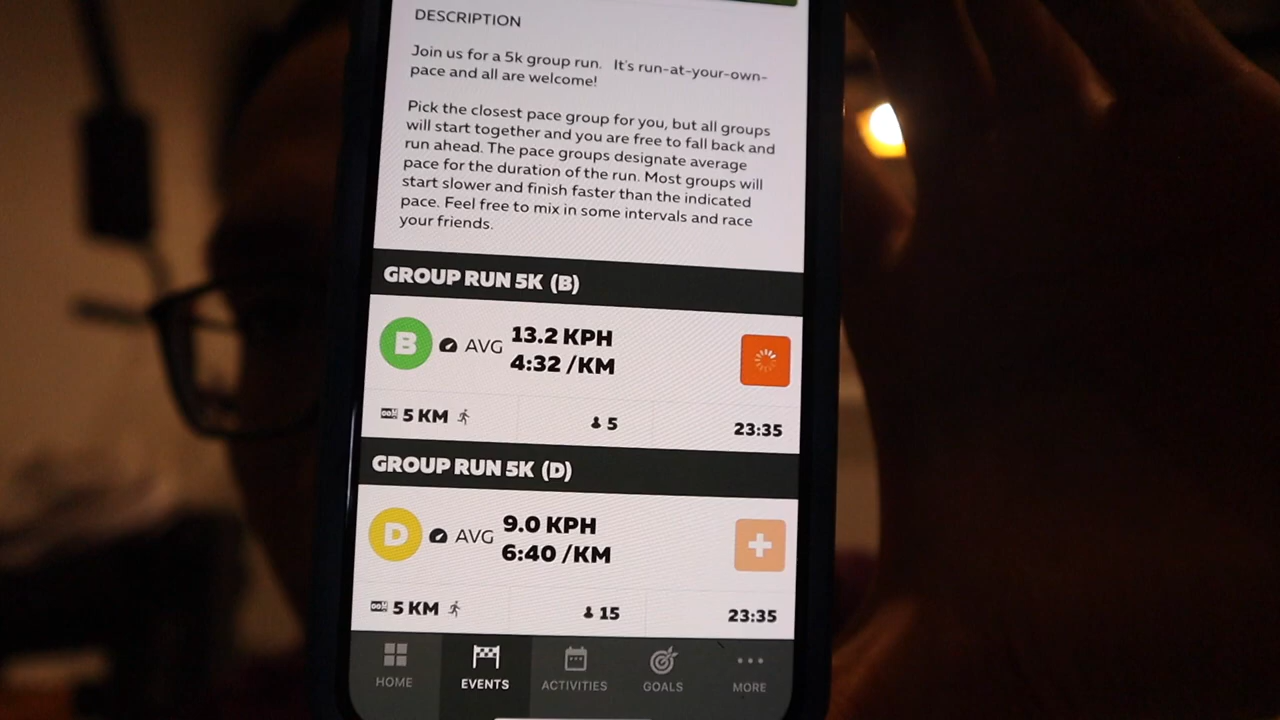 DESCRIPTION
Join us for a 5k group run. It's run-at-your-own-
pace and all are welcome!
Pick the closest pace group for you, but all groups
will start together and you are free to fall back and
run ahead. The pace groups designate average
pace for the duration of the run. Most groups will
start slower and finish faster than the indicated
pace. Feel free to mix in some intervals and race
your friends.
GROUP RUN 5K (B)
B AVG 13.2 KPH
4:32 /KM
5 KM 5 23:35
GROUP RUN 5K (D)
D AVG 9.0 KPH
6:40 /KM
5 KM 15 23:35
HOME EVENTS ACTIVITIES GOALS MORE